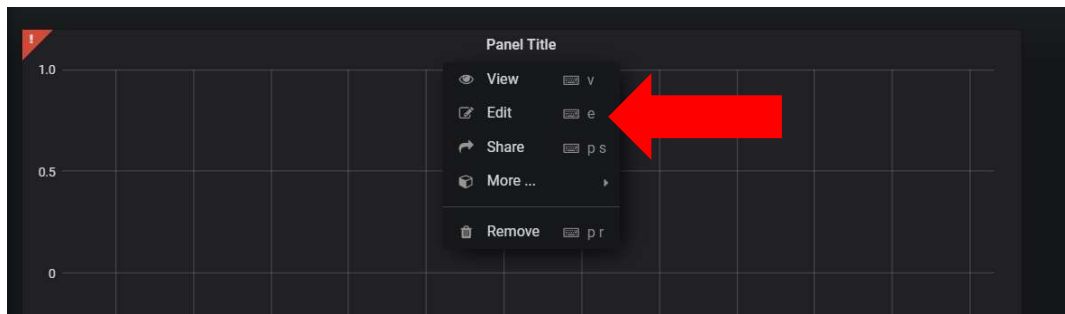 !
Panel Title
1.0
View v
Edit e
Share p s
0.5
More ...
Remove p r
0